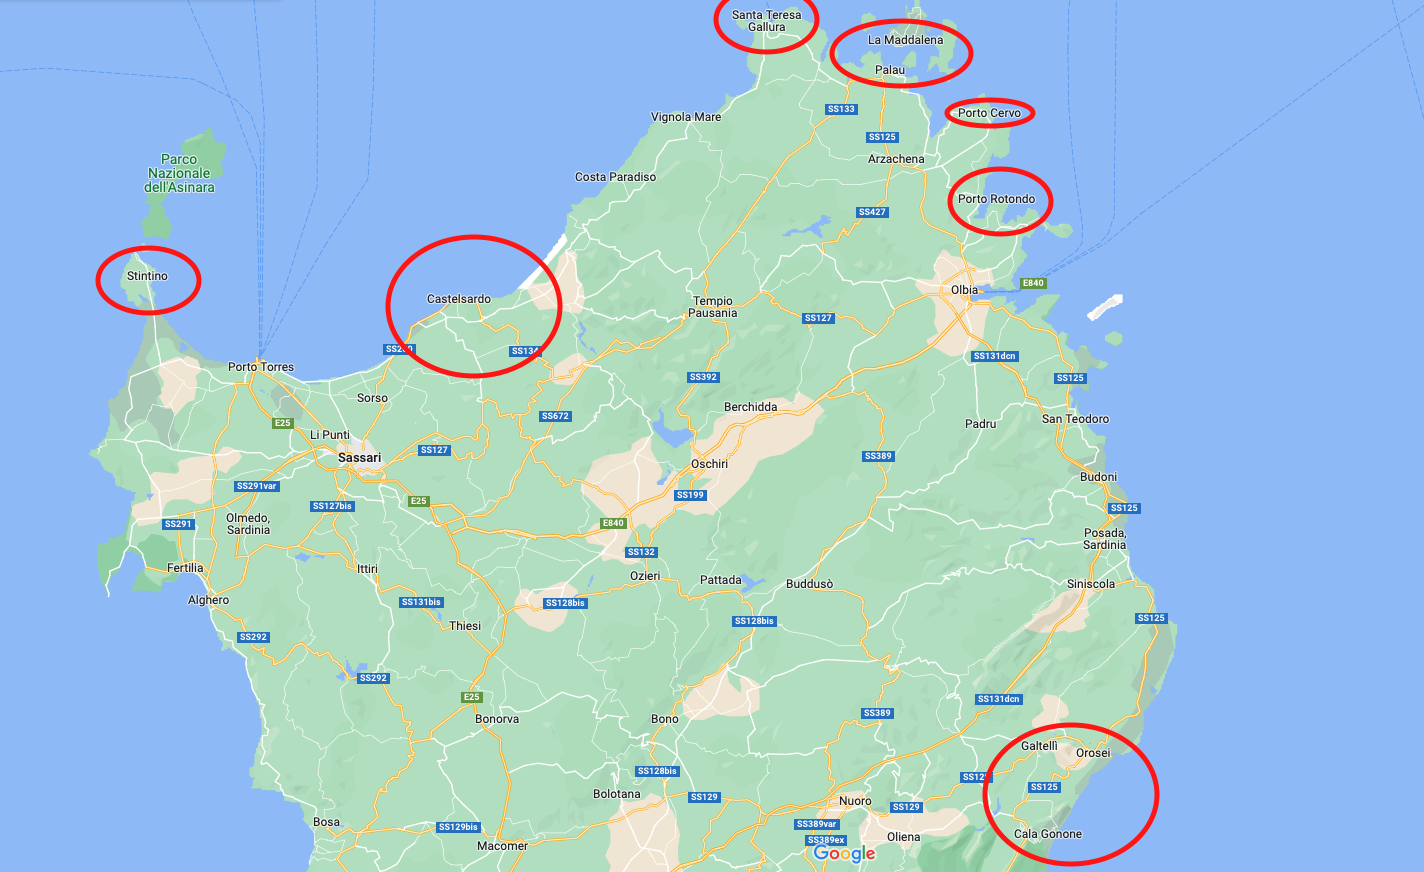 Santa Teresa
Gallura
La Maddalena
Palau
SS133
Porto Cervo
Vignola Mare
SS125
Parco
Nazionale
dell'Asinara
Arzachena
Costa Paradiso
Porto Rotondo
SS427
Stintino
E840
Olbia
Castelsardo
Tempio
Pausania
SS127
SS134
SS131dcn
Porto Torres
SS392
SS125
Sorso
Berchidda
SS672
San Teodoro
E25
Padru
Li Punti
SS127
Sassari
SS389
Oschiri
Budoni
SS291var
SS199
E25
SS127bis
SS125
Olmedo,
Sardinia
SS291
E840
Posada,
Sardinia
SS132
Fertilia
Ittiri
Ozieri
Pattada
Buddusò
Siniscola
Alghero
SS131bis
SS128bis
SS125
Thiesi
SS128bis
SS292
SS292
E25
SS131dcn
Bonorva
Bono
SS389
Galtellì
Orosei
SS128bis
SS125
Bolotana
SS129
Nuoro
SS129
Bosa
SS129bis
SS389var
Cala Gonone
SS389ex
Oliena
Macomer
Google